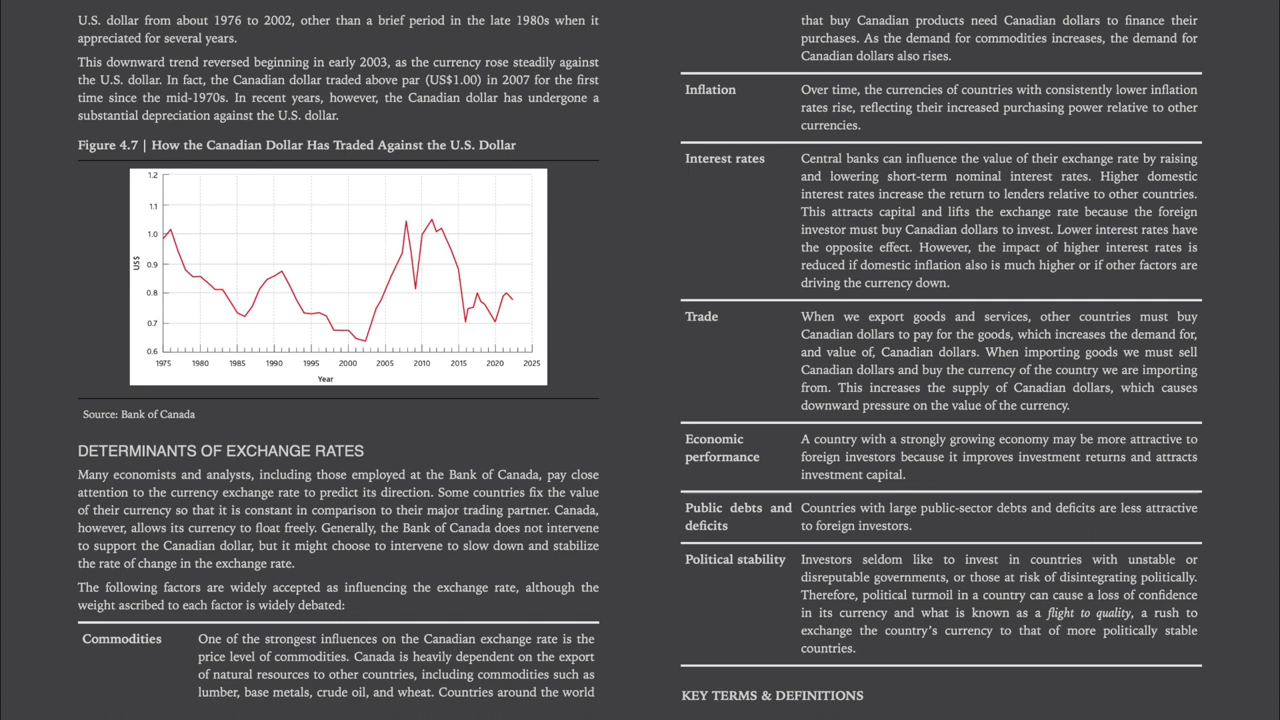 U.S. dollar from about 1976 to 2002, other than a brief period in the late 1980s when it
appreciated for several years.
This downward trend reversed beginning in early 2003, as the currency rose steadily against
the U.S. dollar. In fact, the Canadian dollar traded above par (US$1.00) in 2007 for the first
time since the mid-1970s. In recent years, however, the Canadian dollar has undergone a
substantial depreciation against the U.S. dollar.
Figure 4.7 | How the Canadian Dollar Has Traded Against the U.S. Dollar
1.2
1.1
1.0
0.9
0.8
0.7
0.6
US$
1975 1980 1985 1990 1995 2000 2005 2010 2015 2020 2025
Year
Source: Bank of Canada
DETERMINANTS OF EXCHANGE RATES
Many economists and analysts, including those employed at the Bank of Canada, pay close
attention to the currency exchange rate to predict its direction. Some countries fix the value
of their currency so that it is constant in comparison to their major trading partner. Canada,
however, allows its currency to float freely. Generally, the Bank of Canada does not intervene
to support the Canadian dollar, but it might choose to intervene to slow down and stabilize
the rate of change in the exchange rate.
The following factors are widely accepted as influencing the exchange rate, although the
weight ascribed to each factor is widely debated:
Commodities
One of the strongest influences on the Canadian exchange rate is the
price level of commodities. Canada is heavily dependent on the export
of natural resources to other countries, including commodities such as
lumber, base metals, crude oil, and wheat. Countries around the world
that buy Canadian products need Canadian dollars to finance their
purchases. As the demand for commodities increases, the demand for
Canadian dollars also rises.
Inflation
Over time, the currencies of countries with consistently lower inflation
rates rise, reflecting their increased purchasing power relative to other
currencies.
Interest rates
Central banks can influence the value of their exchange rate by raising
and lowering short-term nominal interest rates. Higher domestic
interest rates increase the return to lenders relative to other countries.
This attracts capital and lifts the exchange rate because the foreign
investor must buy Canadian dollars to invest. Lower interest rates have
the opposite effect. However, the impact of higher interest rates is
reduced if domestic inflation also is much higher or if other factors are
driving the currency down.
Trade
When we export goods and services, other countries must buy
Canadian dollars to pay for the goods, which increases the demand for,
and value of, Canadian dollars. When importing goods we must sell
Canadian dollars and buy the currency of the country we are importing
from. This increases the supply of Canadian dollars, which causes
downward pressure on the value of the currency.
Economic
performance
A country with a strongly growing economy may be more attractive to
foreign investors because it improves investment returns and attracts
investment capital.
Public debts and
deficits
Countries with large public-sector debts and deficits are less attractive
to foreign investors.
Political stability
Investors seldom like to invest in countries with unstable or
disreputable governments, or those at risk of disintegrating politically.
Therefore, political turmoil in a country can cause a loss of confidence
in its currency and what is known as a flight to quality, a rush to
exchange the country's currency to that of more politically stable
countries.
KEY TERMS & DEFINITIONS